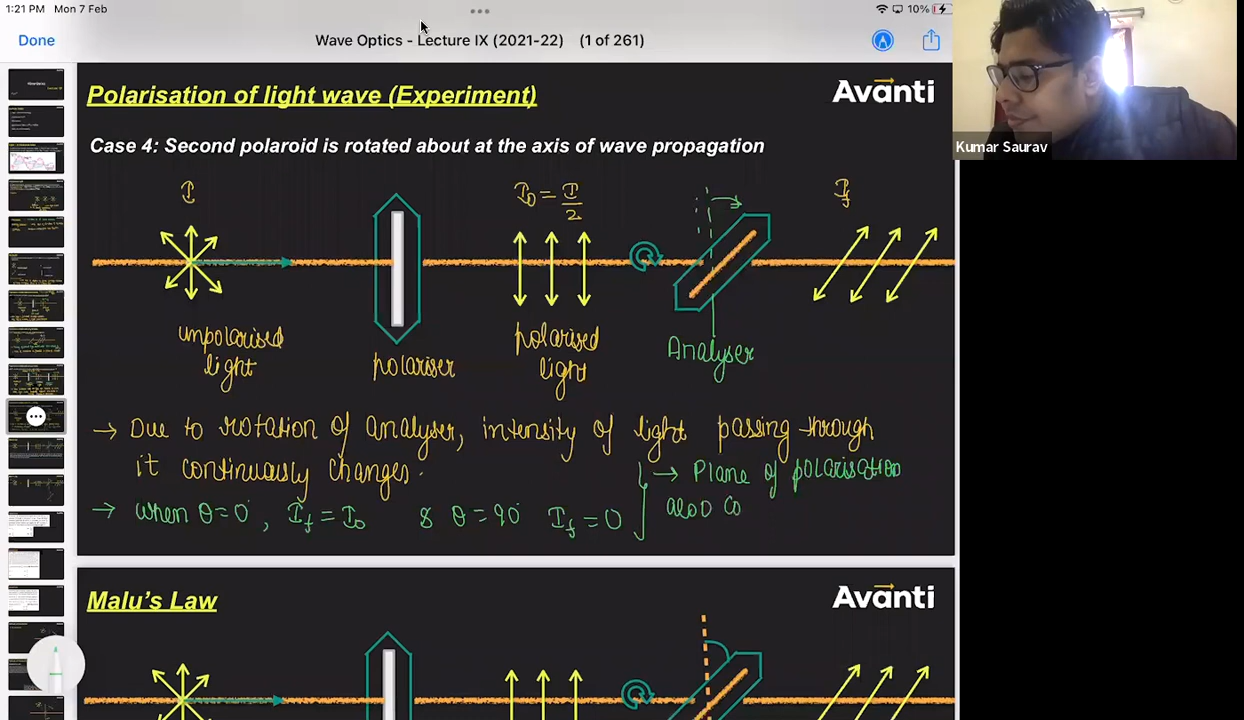 1:21 PM Mon 7 Feb
10%
Done
Wave Optics - Lecture IX (2021-22) (1 of 261)
Polarisation of light wave (Experiment)
Avanti
Kumar Saurav
Case 4: Second polaroid is rotated about at the axis of wave propagation
I
I0 = I/2
If
unpolarised
light
polariser
polarised
light
Analyser
→ Due to rotation of analyser, intensity of light passing through
it continuously changes.
→ Plane of polarisation
also co
→ when θ=0°, If = I0 & θ=90° If = 0
Malu's Law
Avanti